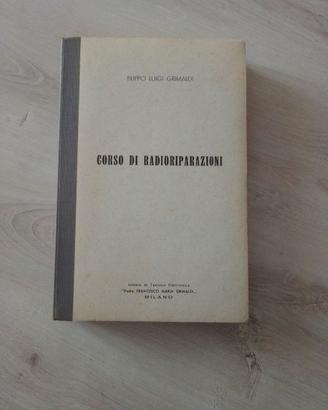 FILIPPO LUIGI GRIMALDI
CORSO DI RADIORIPARAZIONI
Istituto di Tecnica Elettronica
"Padre FRANCESCO MARIA GRIMALDI"
MILANO